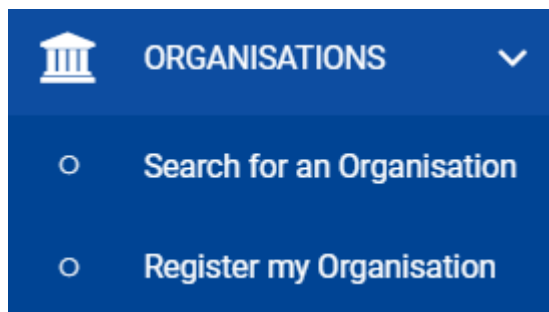 ORGANISATIONS
Search for an Organisation
Register my Organisation